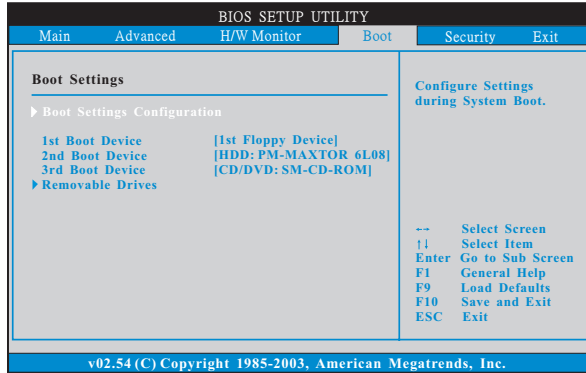 BIOS SETUP UTILITY
Main Advanced H/W Monitor Boot Security Exit
Boot Settings
Boot Settings Configuration
1st Boot Device [1st Floppy Device]
2nd Boot Device [HDD: PM-MAXTOR 6L08]
3rd Boot Device [CD/DVD: SM-CD-ROM]
Removable Drives
Configure Settings
during System Boot.
←→ Select Screen
↑↓ Select Item
Enter Go to Sub Screen
F1 General Help
F9 Load Defaults
F10 Save and Exit
ESC Exit
v02.54 (C) Copyright 1985-2003, American Megatrends, Inc.